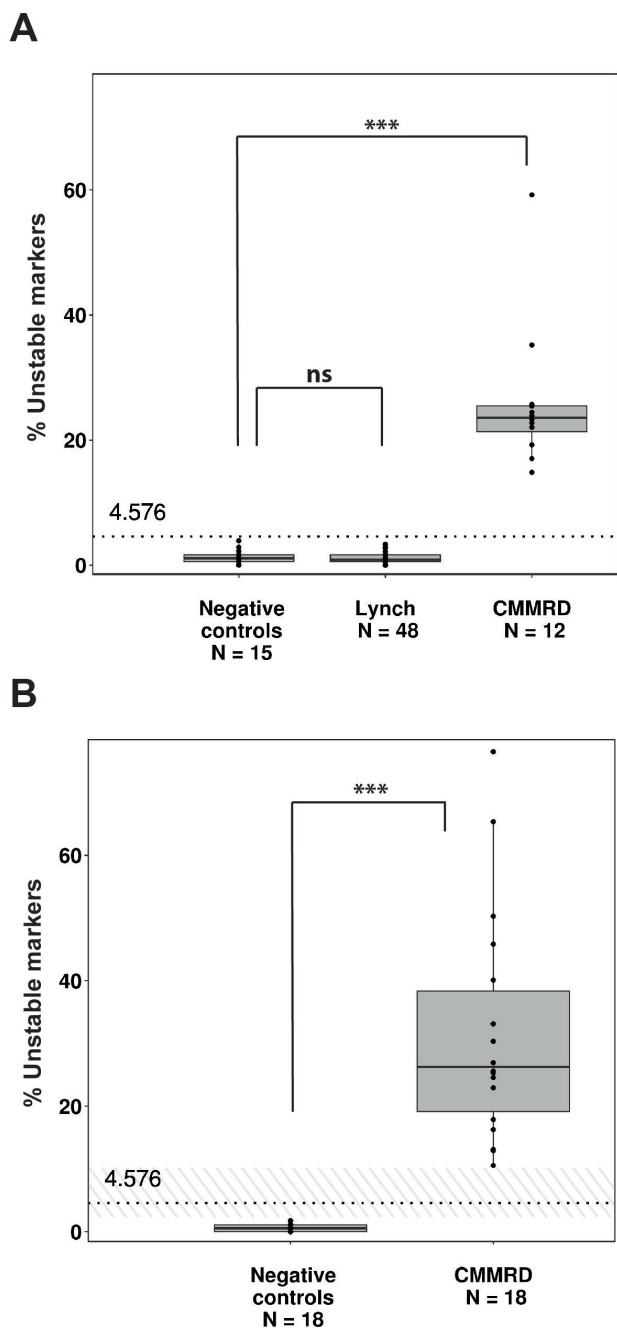 A
% Unstable markers
60
40
20
0
***
ns
4.576
Negative
controls
N = 15
Lynch
N = 48
CMMRD
N = 12
B
% Unstable markers
60
40
20
0
***
4.576
Negative
controls
N = 18
CMMRD
N = 18